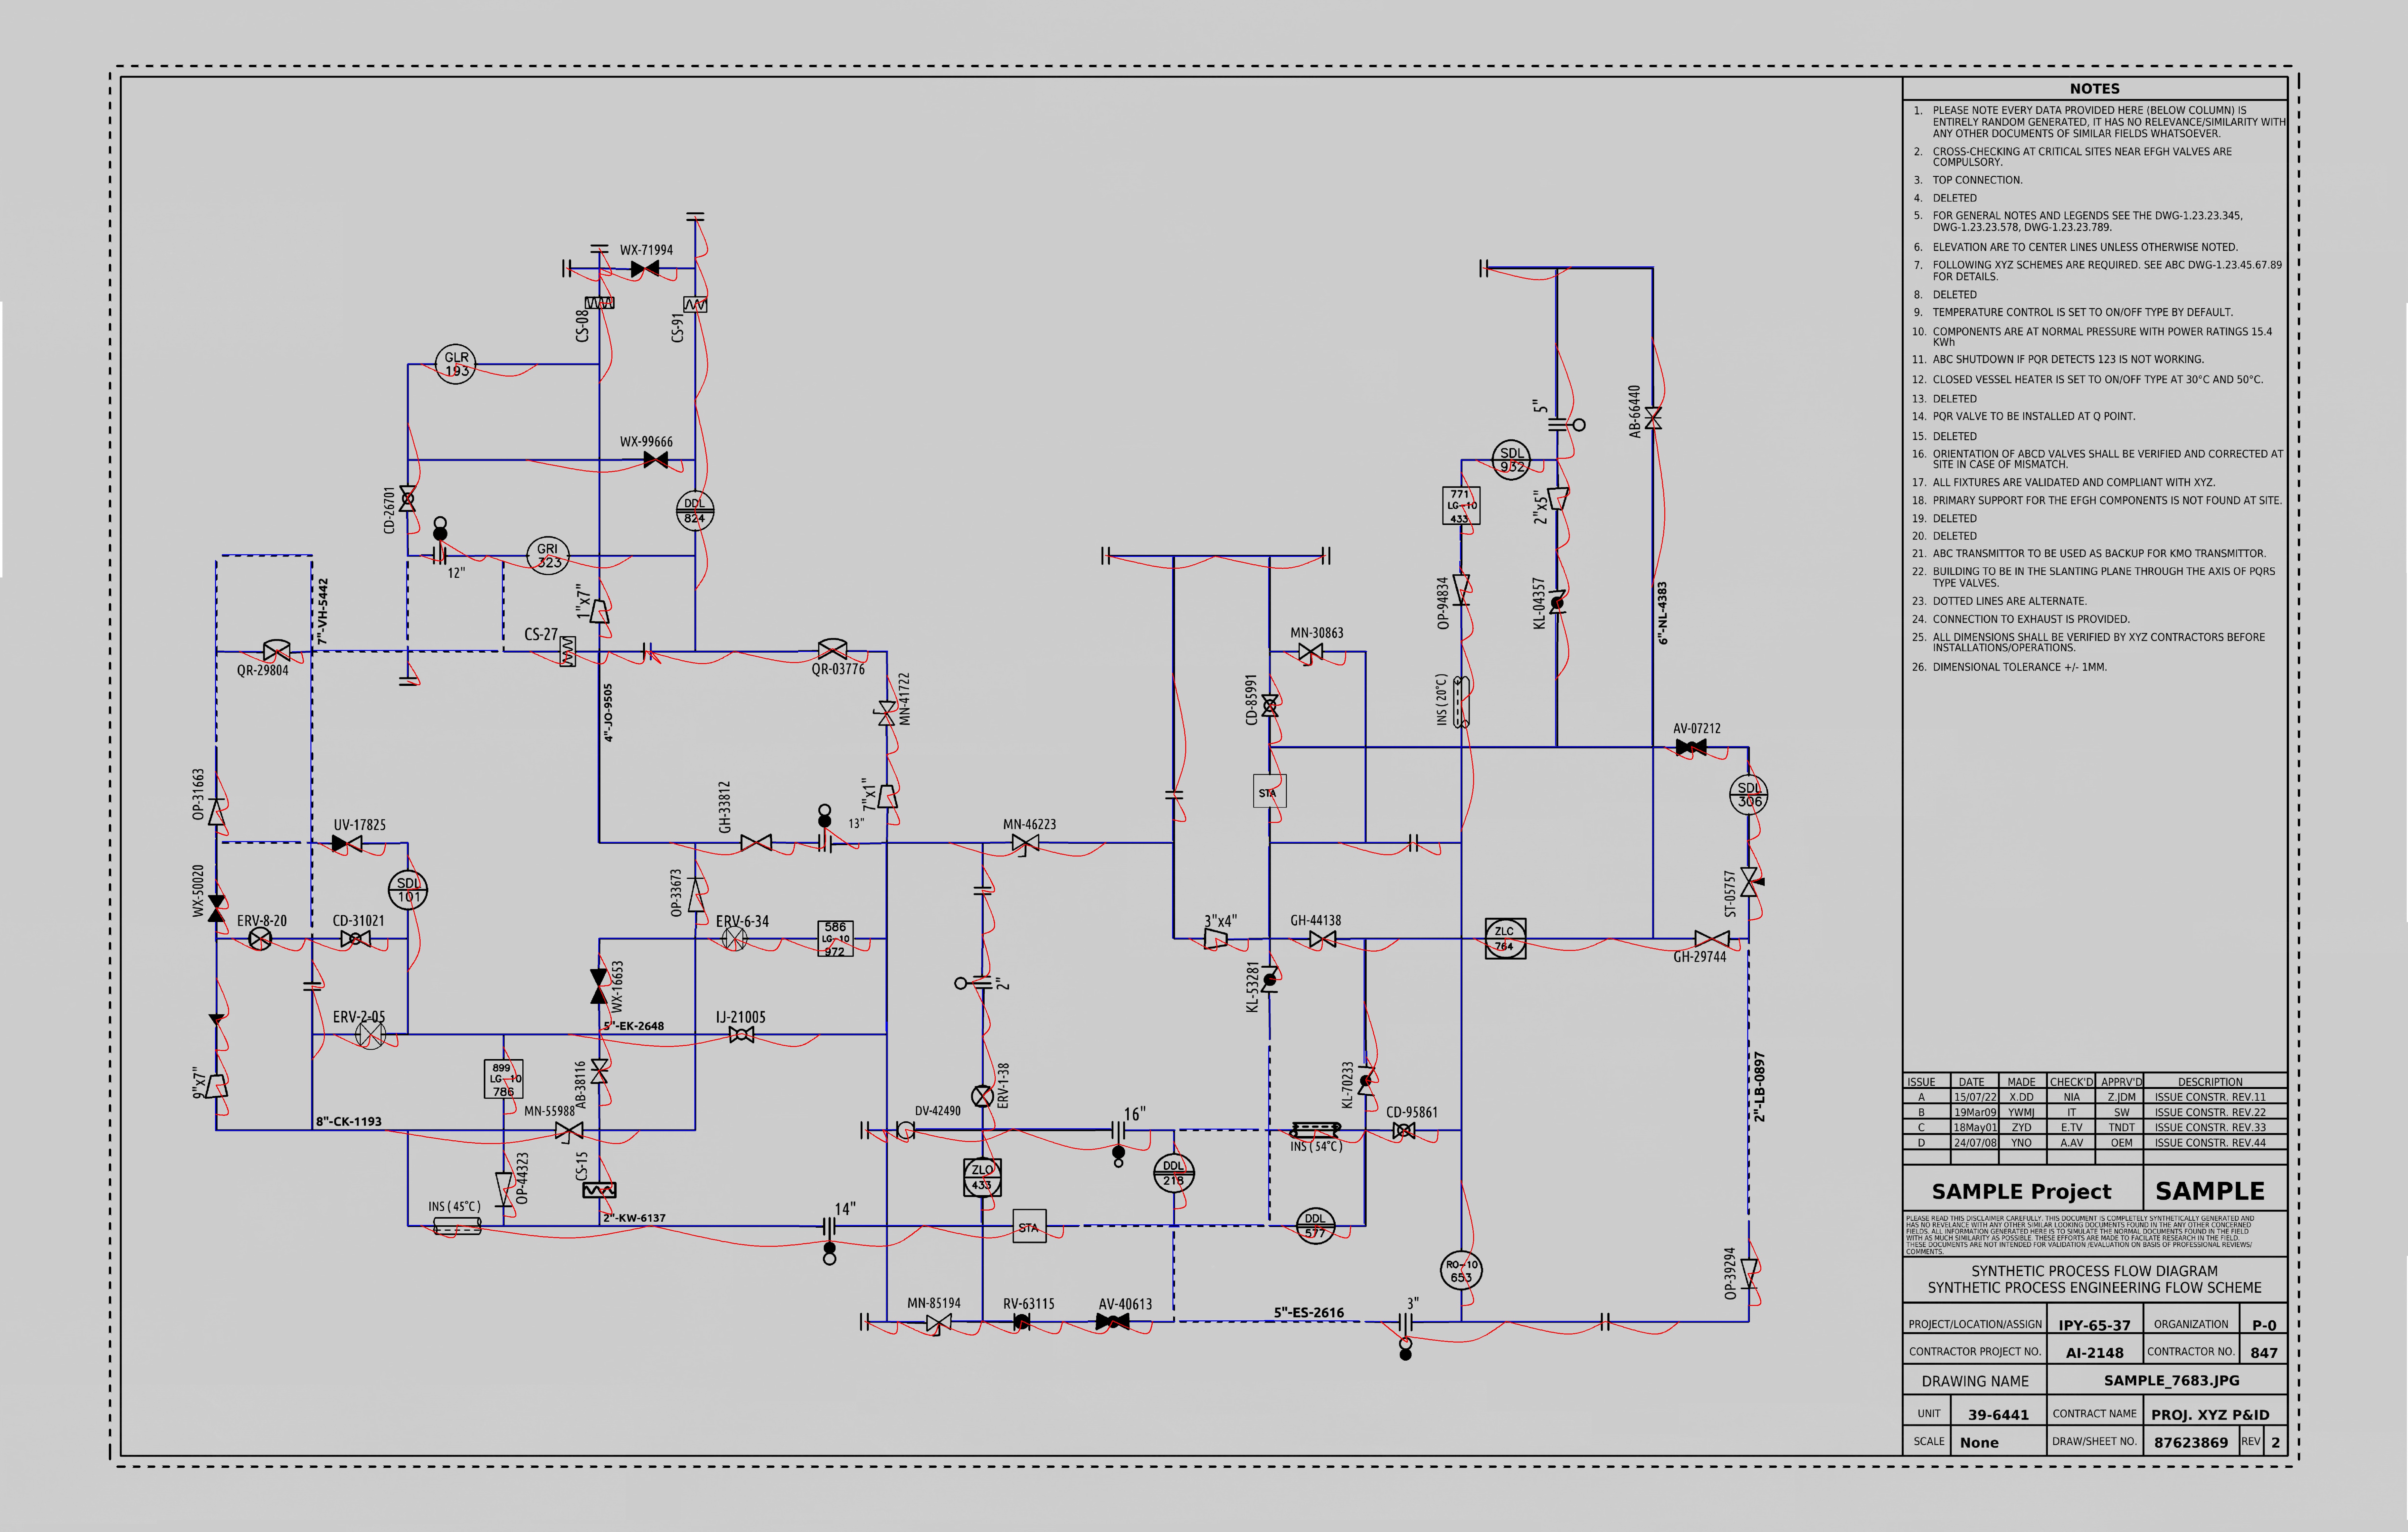 WX-71994
CS-08
CS-91
GLR
193
WX-99666
CD-26701
DDL
824
GRI
323
12"
1"x7"
7"-VH-5442
CS-27
QR-29804
QR-03776
4"-JO-9505
MN-41722
OP-31663
UV-17825
GH-33812
7"x1"
13"
MN-46223
WX-50020
SDL
101
OP-33673
ERV-8-20
CD-31021
ERV-6-34
586
LG-10
972
WX-16653
2"
ERV-2-05
5"-EK-2648
IJ-21005
9"x7"
899
LG-10
786
AB-38116
ERV-1-38
8"-CK-1193
MN-55988
DV-42490
16"
OP-44323
CS-15
ZLO
433
DDL
218
INS(45°C)
2"-KW-6137
14"
STA
MN-85194
RV-63115
AV-40613
5"-ES-2616
3"
5"
AB-66440
SDL
932
771
LG-10
433
2"x5"
OP-94834
KL-04357
6"-NL-4383
MN-30863
CD-85991
INS(20°C)
AV-07212
STA
SDL
306
ST-05757
3"x4"
GH-44138
ZLC
764
GH-29744
KL-53281
KL-70233
CD-95861
INS(54°C)
DDL
577
2"-LB-0897
RO-10
653
OP-39294
NOTES
1. PLEASE NOTE EVERY DATA PROVIDED HERE (BELOW COLUMN) IS
ENTIRELY RANDOM GENERATED, IT HAS NO RELEVANCE/SIMILARITY WITH
ANY OTHER DOCUMENTS OF SIMILAR FIELDS WHATSOEVER.
2. CROSS-CHECKING AT CRITICAL SITES NEAR EFGH VALVES ARE
COMPULSORY.
3. TOP CONNECTION.
4. DELETED
5. FOR GENERAL NOTES AND LEGENDS SEE THE DWG-1.23.23.345,
DWG-1.23.23.578, DWG-1.23.23.789.
6. ELEVATION ARE TO CENTER LINES UNLESS OTHERWISE NOTED.
7. FOLLOWING XYZ SCHEMES ARE REQUIRED. SEE ABC DWG-1.23.45.67.89
FOR DETAILS.
8. DELETED
9. TEMPERATURE CONTROL IS SET TO ON/OFF TYPE BY DEFAULT.
10. COMPONENTS ARE AT NORMAL PRESSURE WITH POWER RATINGS 15.4
KWh
11. ABC SHUTDOWN IF PQR DETECTS 123 IS NOT WORKING.
12. CLOSED VESSEL HEATER IS SET TO ON/OFF TYPE AT 30°C AND 50°C.
13. DELETED
14. PQR VALVE TO BE INSTALLED AT Q POINT.
15. DELETED
16. ORIENTATION OF ABCD VALVES SHALL BE VERIFIED AND CORRECTED AT
SITE IN CASE OF MISMATCH.
17. ALL FIXTURES ARE VALIDATED AND COMPLIANT WITH XYZ.
18. PRIMARY SUPPORT FOR THE EFGH COMPONENTS IS NOT FOUND AT SITE.
19. DELETED
20. DELETED
21. ABC TRANSMITTOR TO BE USED AS BACKUP FOR KMO TRANSMITTOR.
22. BUILDING TO BE IN THE SLANTING PLANE THROUGH THE AXIS OF PQRS
TYPE VALVES.
23. DOTTED LINES ARE ALTERNATE.
24. CONNECTION TO EXHAUST IS PROVIDED.
25. ALL DIMENSIONS SHALL BE VERIFIED BY XYZ CONTRACTORS BEFORE
INSTALLATIONS/OPERATIONS.
26. DIMENSIONAL TOLERANCE +/- 1MM.
ISSUE DATE MADE CHECK'D APPRV'D DESCRIPTION
A 15/07/22 X.DD NIA Z.JDM ISSUE CONSTR. REV.11
B 19Mar09 YWMJ IT SW ISSUE CONSTR. REV.22
C 18May01 ZYD E.TV TNDT ISSUE CONSTR. REV.33
D 24/07/08 YNO A.AV OEM ISSUE CONSTR. REV.44
SAMPLE Project SAMPLE
PLEASE READ THIS DISCLAIMER CAREFULLY. THIS DOCUMENT IS COMPLETELY SYNTHETICALLY GENERATED AND
HAS NO REVELANCE WITH ANY OTHER SIMILAR LOOKING DOCUMENTS FOUND IN THE ANY OTHER CONCERNED
FIELDS. ALL INFORMATION GENERATED HERE IS TO SIMULATE THE NORMAL DOCUMENTS FOUND IN THE FIELD
WITH AS MUCH SIMILARITY AS POSSIBLE. THESE EFFORTS ARE MADE TO FACILATE RESEARCH IN THE FIELD.
THESE DOCUMENTS ARE NOT INTENDED FOR VALIDATION /EVALUATION ON BASIS OF PROFESSIONAL REVIEWS/
COMMENTS.
SYNTHETIC PROCESS FLOW DIAGRAM
SYNTHETIC PROCESS ENGINEERING FLOW SCHEME
PROJECT/LOCATION/ASSIGN IPY-65-37 ORGANIZATION P-0
CONTRACTOR PROJECT NO. AI-2148 CONTRACTOR NO. 847
DRAWING NAME SAMPLE_7683.JPG
UNIT 39-6441 CONTRACT NAME PROJ. XYZ P&ID
SCALE None DRAW/SHEET NO. 87623869 REV 2